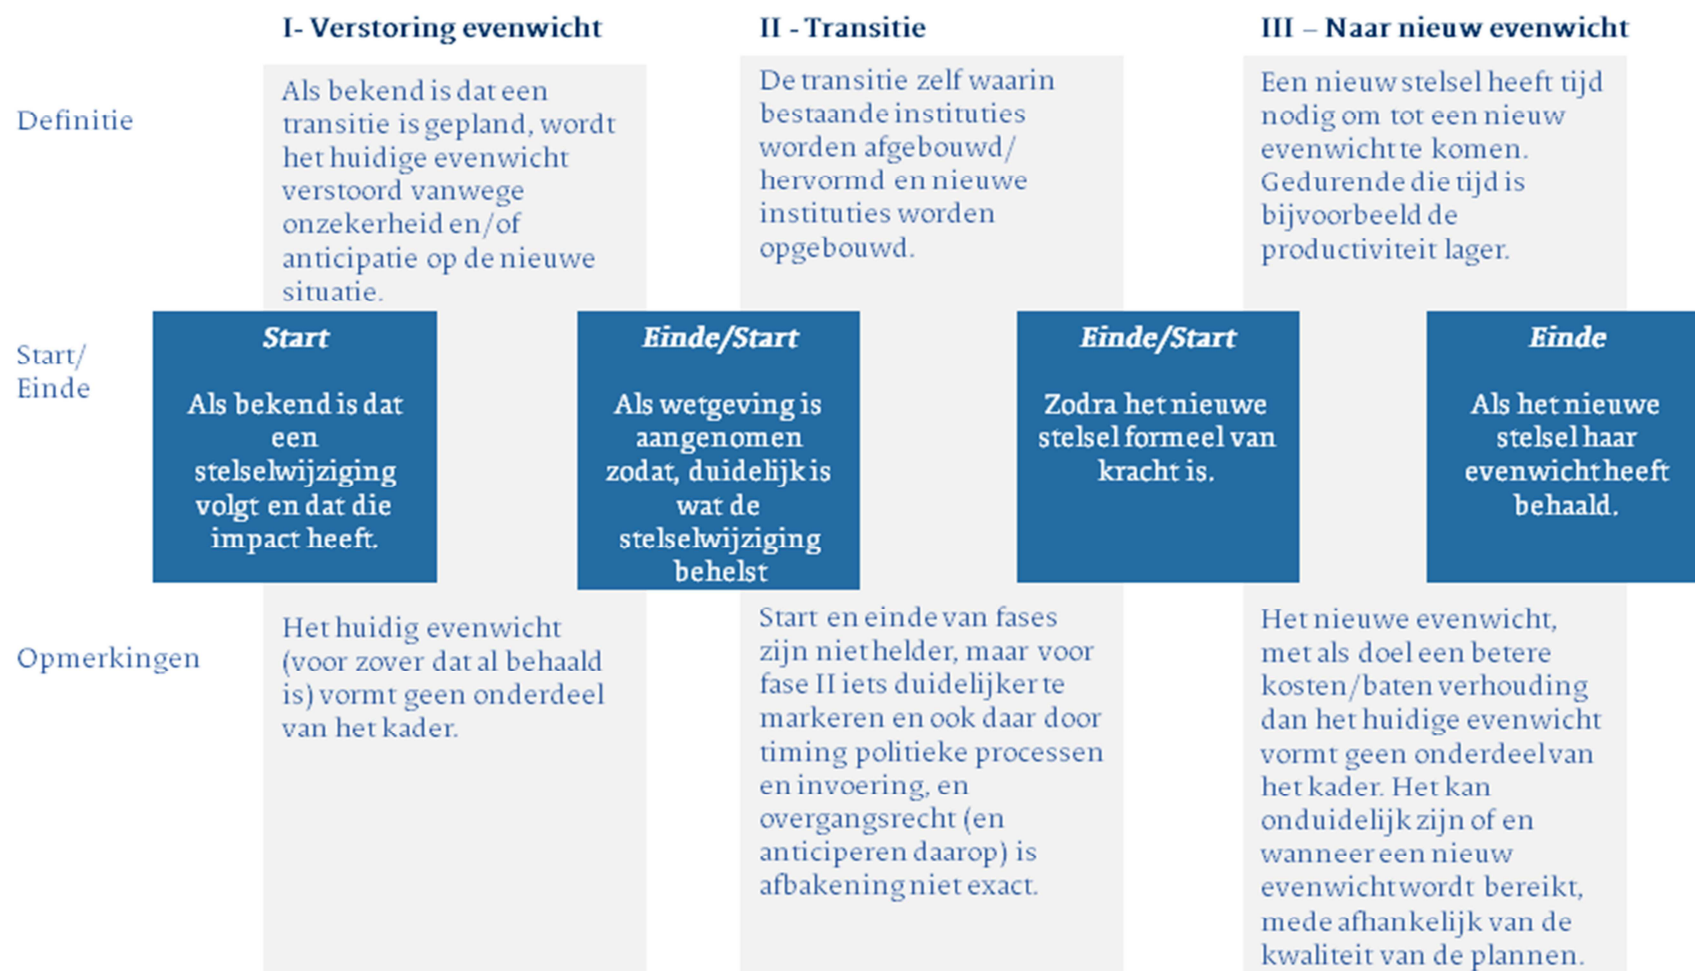 I- Verstoring evenwicht
II - Transitie
III – Naar nieuw evenwicht
Definitie
Als bekend is dat een
transitie is gepland, wordt
het huidige evenwicht
verstoord vanwege
onzekerheid en/of
anticipatie op de nieuwe
situatie.
De transitie zelf waarin
bestaande instituties
worden afgebouwd/
hervormd en nieuwe
instituties worden
opgebouwd.
Een nieuw stelsel heeft tijd
nodig om tot een nieuw
evenwicht te komen.
Gedurende die tijd is
bijvoorbeeld de
productiviteit lager.
Start/
Einde
Start
Als bekend is dat
een
stelselwijziging
volgt en dat die
impact heeft.
Einde/Start
Als wetgeving is
aangenomen
zodat, duidelijk is
wat de
stelselwijziging
behelst
Einde/Start
Zodra het nieuwe
stelsel formeel van
kracht is.
Einde
Als het nieuwe
stelsel haar
evenwicht heeft
behaald.
Opmerkingen
Het huidig evenwicht
(voor zover dat al behaald
is) vormt geen onderdeel
van het kader.
Start en einde van fases
zijn niet helder, maar voor
fase II iets duidelijker te
markeren en ook daar door
timing politieke processen
en invoering, en
overgangsrecht (en
anticiperen daarop) is
afbakening niet exact.
Het nieuwe evenwicht,
met als doel een betere
kosten/baten verhouding
dan het huidige evenwicht
vormt geen onderdeel van
het kader. Het kan
onduidelijk zijn of en
wanneer een nieuw
evenwicht wordt bereikt,
mede afhankelijk van de
kwaliteit van de plannen.